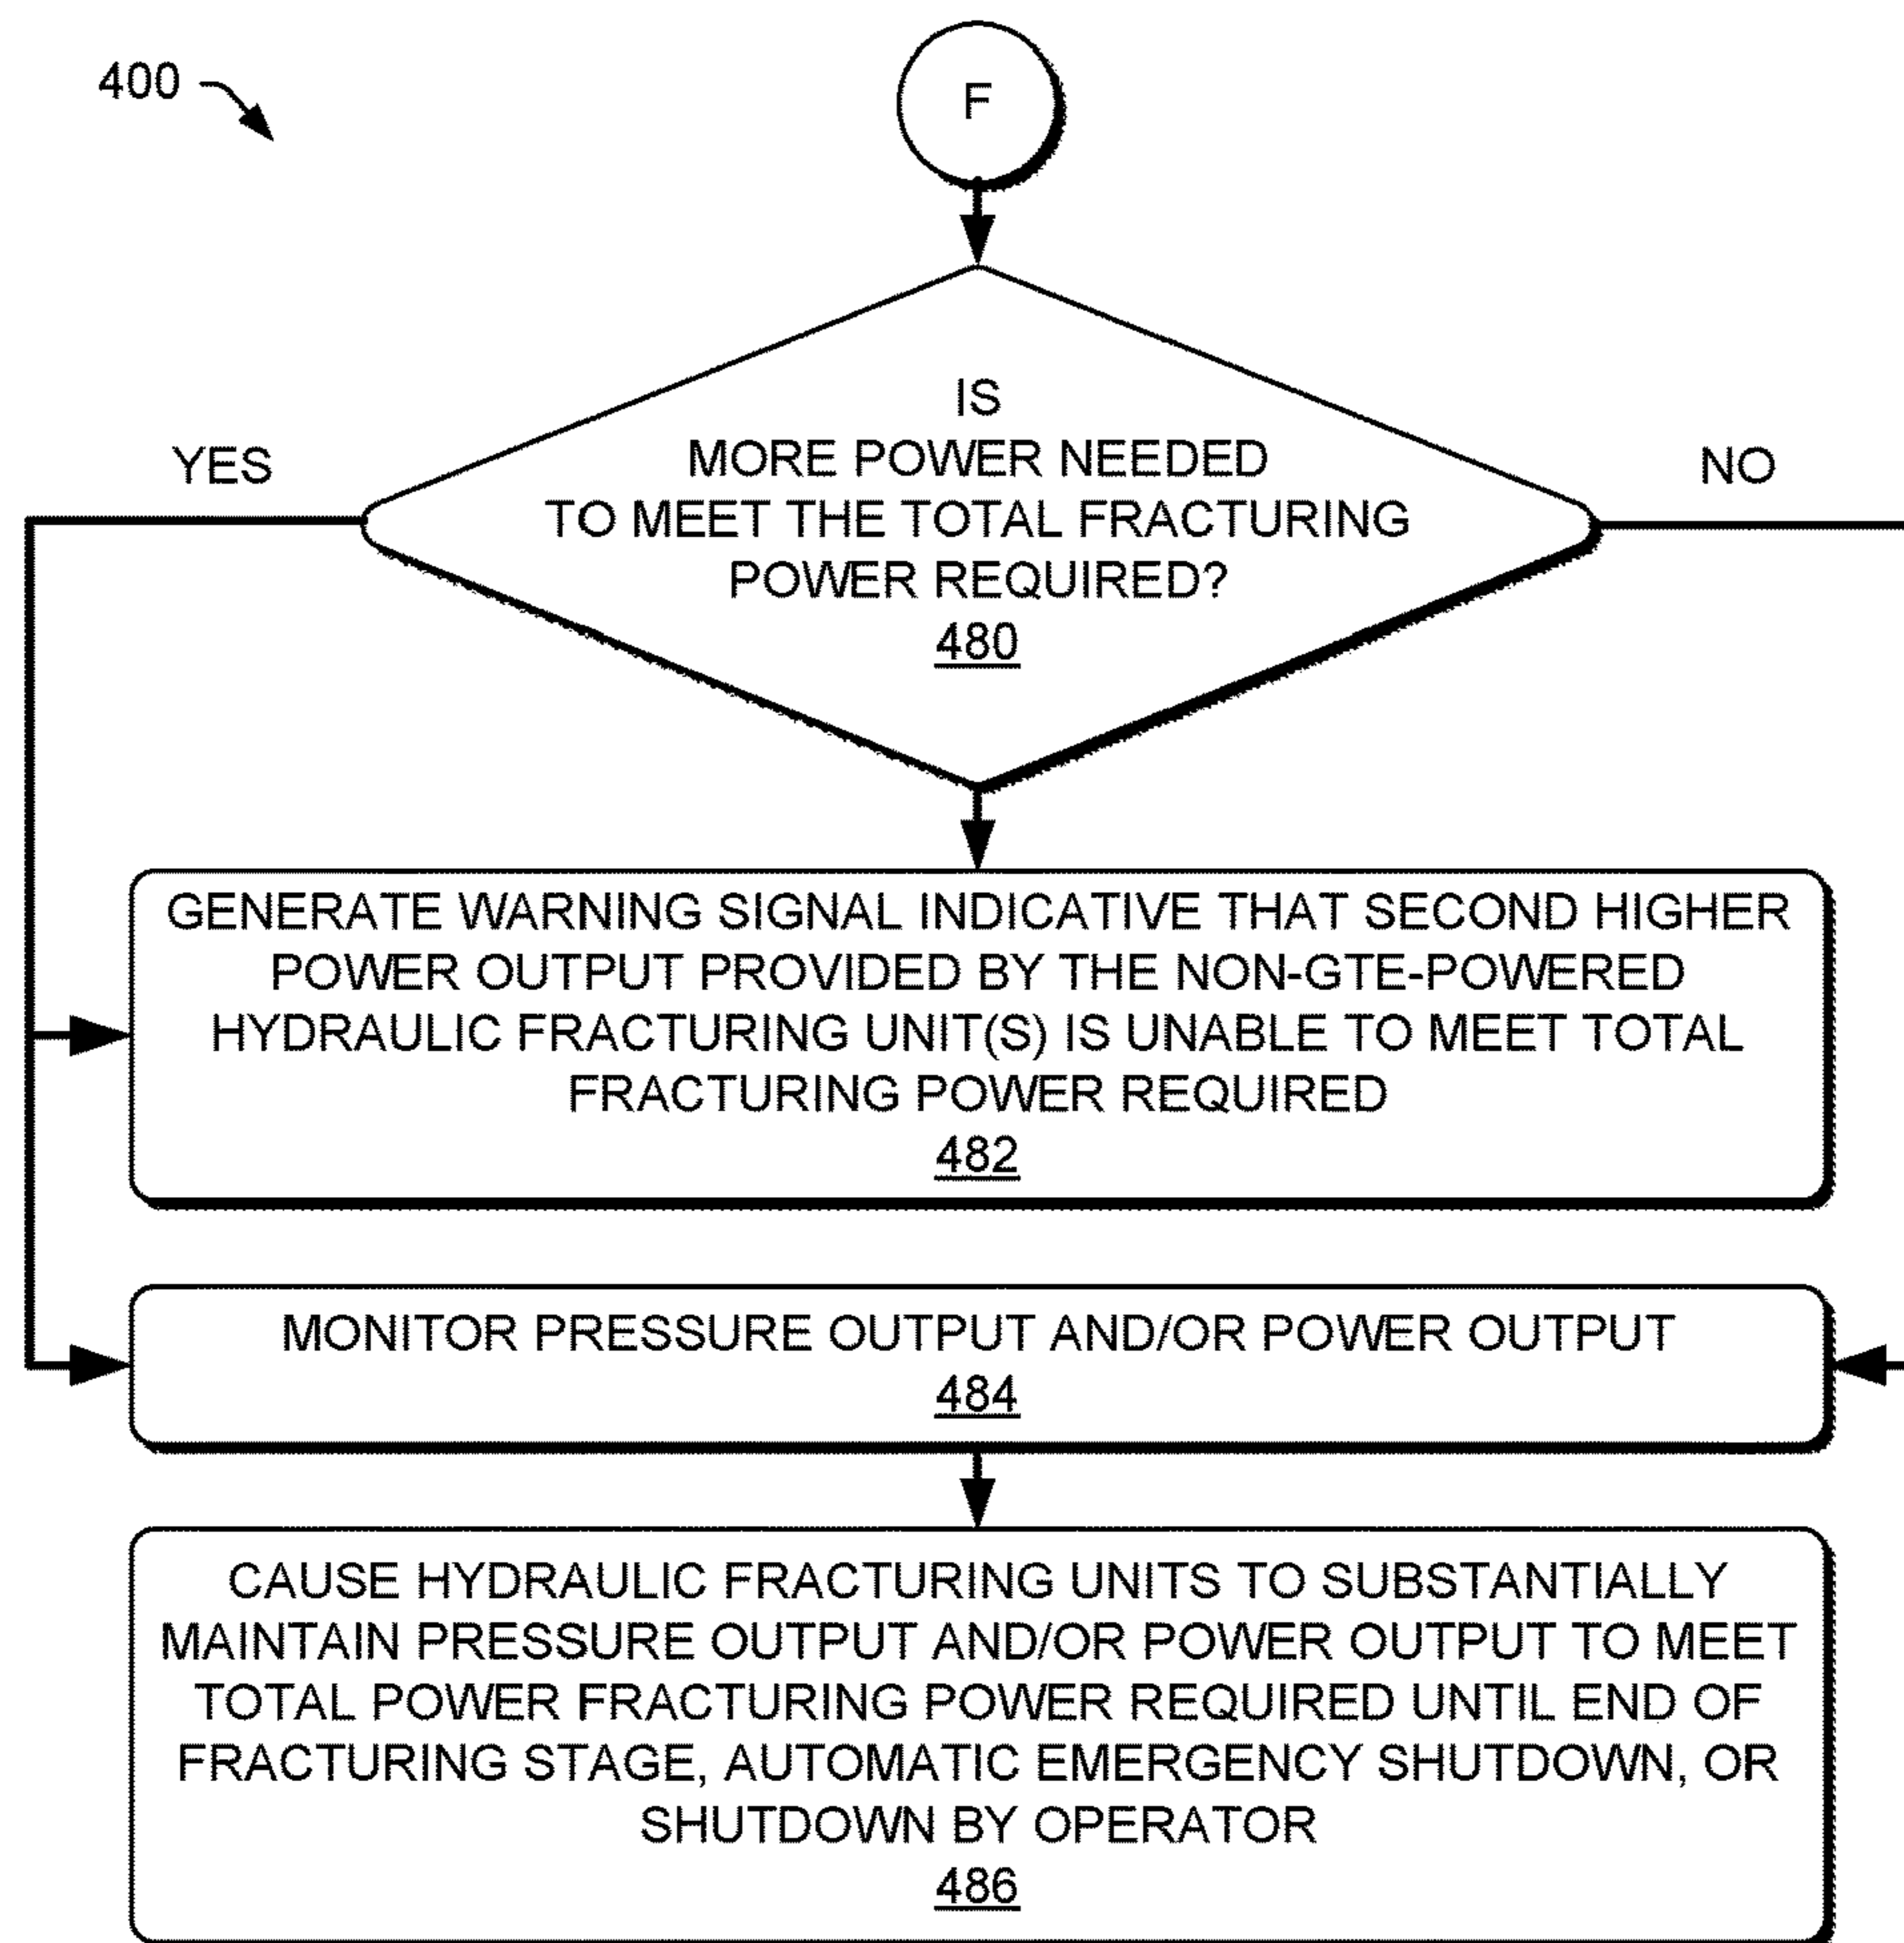 400
F
IS
MORE POWER NEEDED
TO MEET THE TOTAL FRACTURING
POWER REQUIRED?
480
YES
NO
GENERATE WARNING SIGNAL INDICATIVE THAT SECOND HIGHER
POWER OUTPUT PROVIDED BY THE NON-GTE-POWERED
HYDRAULIC FRACTURING UNIT(S) IS UNABLE TO MEET TOTAL
FRACTURING POWER REQUIRED
482
MONITOR PRESSURE OUTPUT AND/OR POWER OUTPUT
484
CAUSE HYDRAULIC FRACTURING UNITS TO SUBSTANTIALLY
MAINTAIN PRESSURE OUTPUT AND/OR POWER OUTPUT TO MEET
TOTAL POWER FRACTURING POWER REQUIRED UNTIL END OF
FRACTURING STAGE, AUTOMATIC EMERGENCY SHUTDOWN, OR
SHUTDOWN BY OPERATOR
486